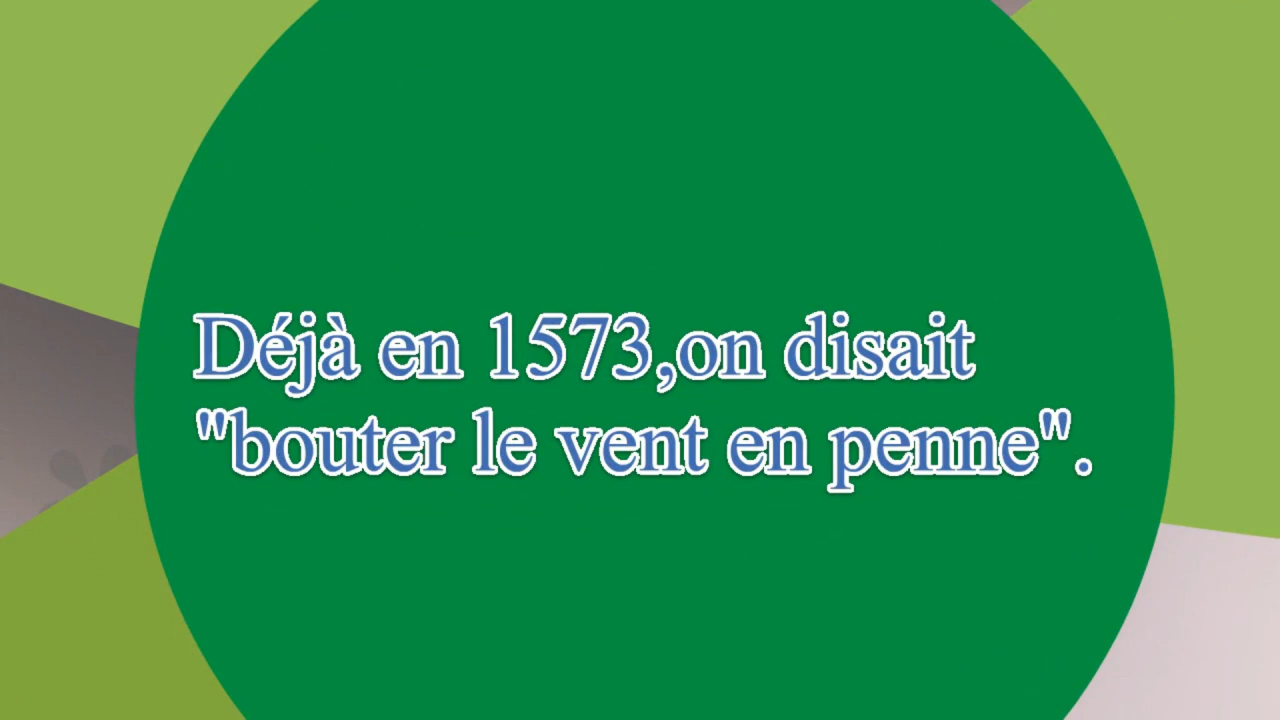 Déjà en 1573,on disait
"bouter le vent en penne".